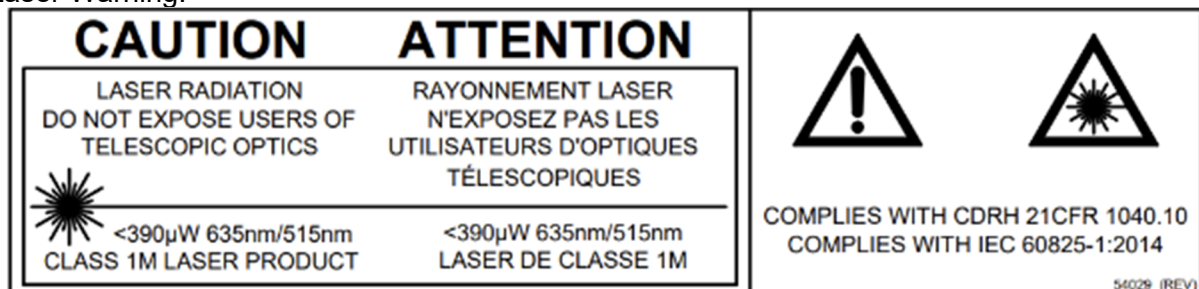 Laser Warning:
CAUTION
LASER RADIATION
DO NOT EXPOSE USERS OF
TELESCOPIC OPTICS
<390µW 635nm/515nm
CLASS 1M LASER PRODUCT
ATTENTION
RAYONNEMENT LASER
N'EXPOSEZ PAS LES
UTILISATEURS D'OPTIQUES
TÉLESCOPIQUES
<390µW 635nm/515nm
LASER DE CLASSE 1M
COMPLIES WITH CDRH 21CFR 1040.10
COMPLIES WITH IEC 60825-1:2014
54029 (REV)